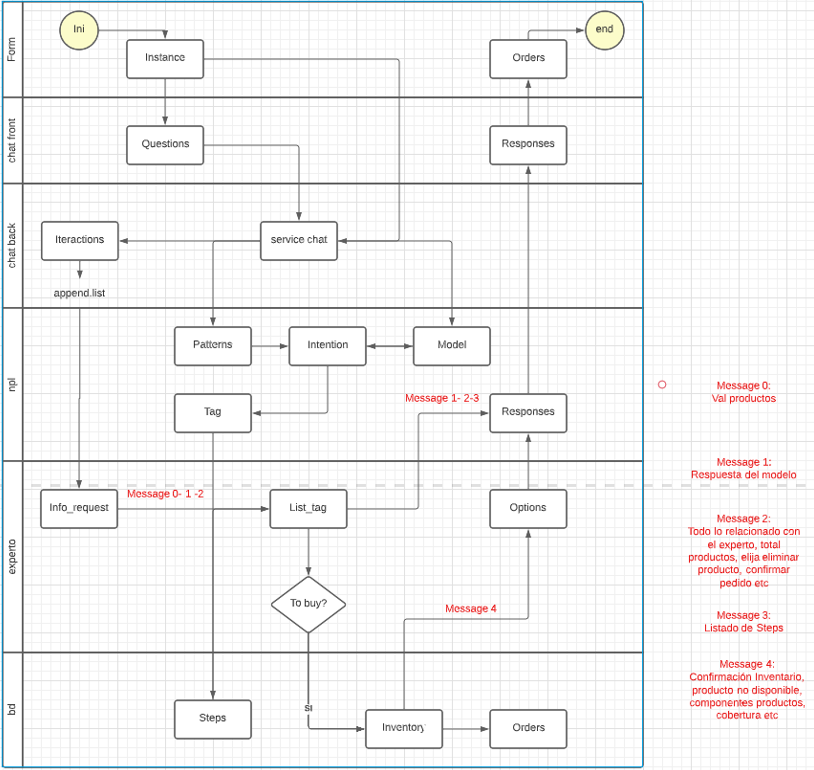 Form
Ini
end
Instance
Orders
chat front
Questions
Responses
chat back
Iteractions
service chat
append.list
npl
Patterns
Intention
Model
Tag
Message 1- 2-3
Responses
experto
Info_request
Message 0- 1 -2
List_tag
Options
To buy?
Message 4
bd
Steps
SI
Inventory
Orders
Message 0:
Val productos
Message 1:
Respuesta del modelo
Message 2:
Todo lo relacionado con
el experto, total
productos, elija eliminar
producto, confirmar
pedido etc
Message 3:
Listado de Steps
Message 4:
Confirmación Inventario,
producto no disponible,
componentes productos,
cobertura etc